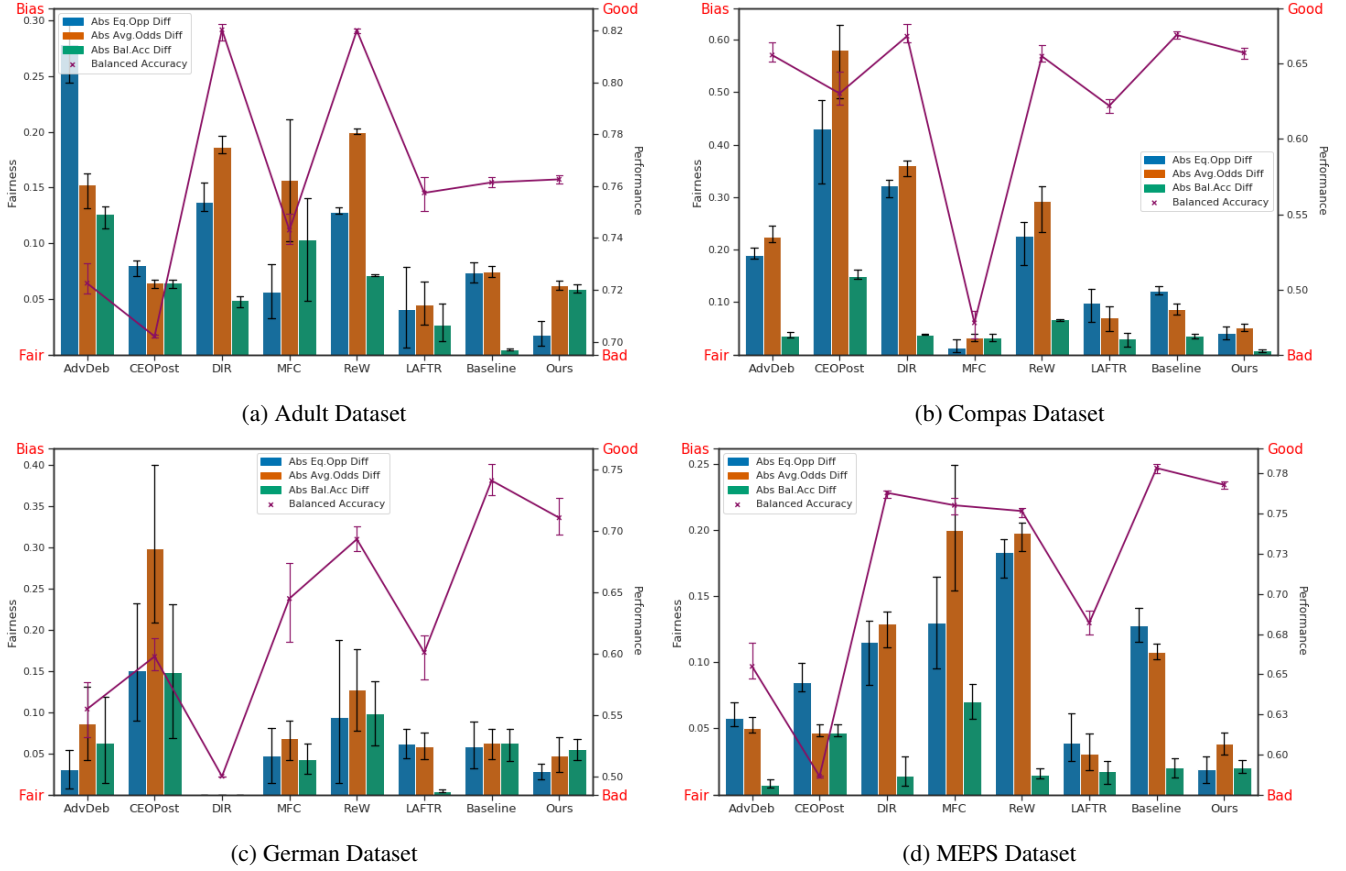 Bias
Good
0.30
0.25
0.20
0.15
0.10
0.05
Fair
Fairness
Abs Eq.Opp Diff
Abs Avg.Odds Diff
Abs Bal.Acc Diff
Balanced Accuracy
0.82
0.80
0.78
0.76
0.74
0.72
0.70
Bad
Performance
AdvDeb CEOPost DIR MFC ReW LAFTR Baseline Ours
(a) Adult Dataset
Bias
Good
0.60
0.50
0.40
0.30
0.20
0.10
Fair
Fairness
Abs Eq.Opp Diff
Abs Avg.Odds Diff
Abs Bal.Acc Diff
Balanced Accuracy
0.65
0.60
0.55
0.50
Bad
Performance
AdvDeb CEOPost DIR MFC ReW LAFTR Baseline Ours
(b) Compas Dataset
Bias
Good
0.40
0.35
0.30
0.25
0.20
0.15
0.10
0.05
Fair
Fairness
Abs Eq.Opp Diff
Abs Avg.Odds Diff
Abs Bal.Acc Diff
Balanced Accuracy
0.75
0.70
0.65
0.60
0.55
0.50
Bad
Performance
AdvDeb CEOPost DIR MFC ReW LAFTR Baseline Ours
(c) German Dataset
Bias
Good
0.25
0.20
0.15
0.10
0.05
Fair
Fairness
Abs Eq.Opp Diff
Abs Avg.Odds Diff
Abs Bal.Acc Diff
Balanced Accuracy
0.78
0.75
0.73
0.70
0.68
0.65
0.63
0.60
Bad
Performance
AdvDeb CEOPost DIR MFC ReW LAFTR Baseline Ours
(d) MEPS Dataset